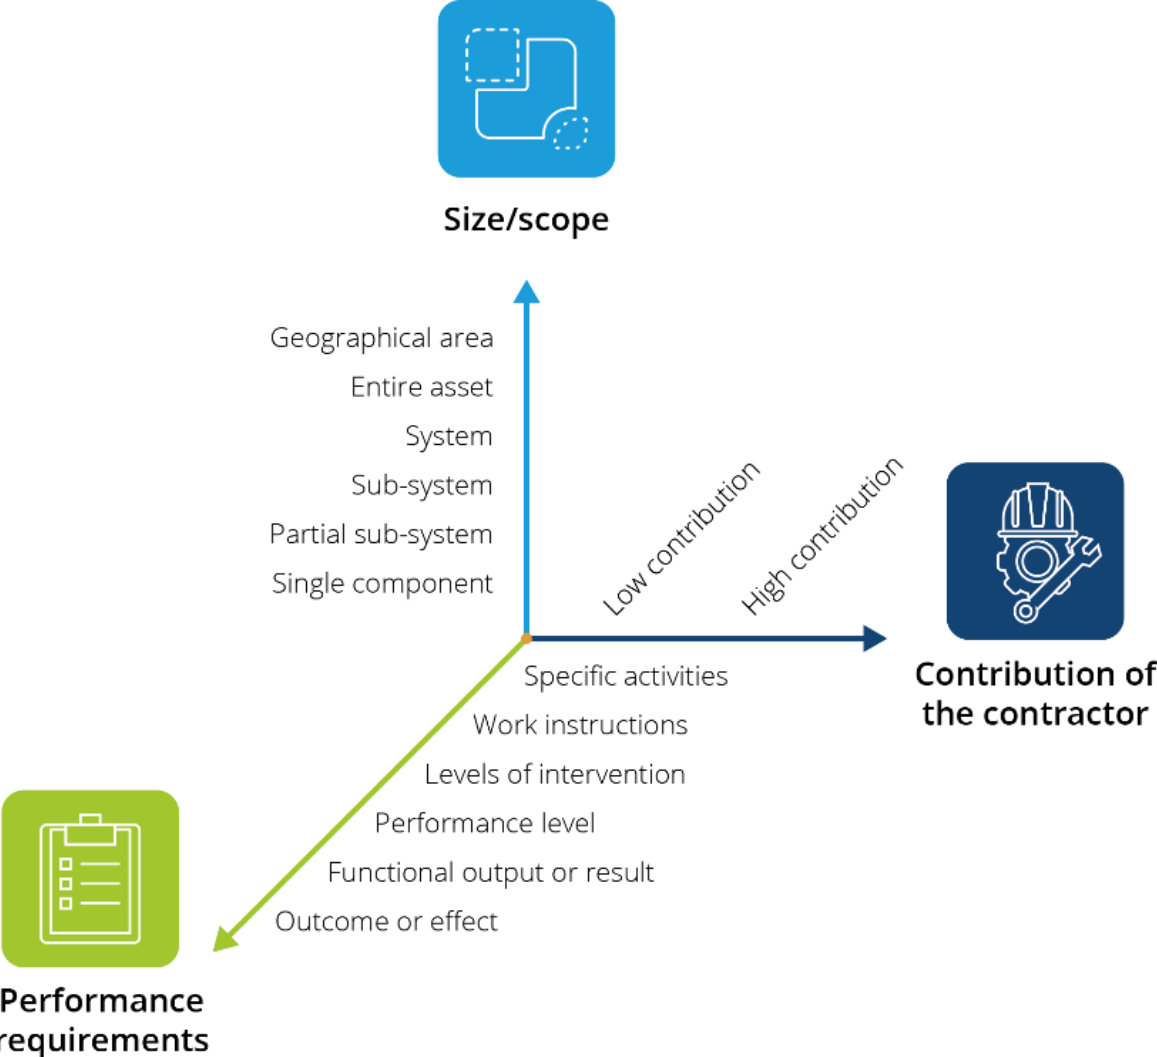 Size/scope
Geographical area
Entire asset
System
Sub-system
Partial sub-system
Single component
Low contribution
High contribution
Contribution of
the contractor
Specific activities
Work instructions
Levels of intervention
Performance level
Functional output or result
Outcome or effect
Performance
requirements